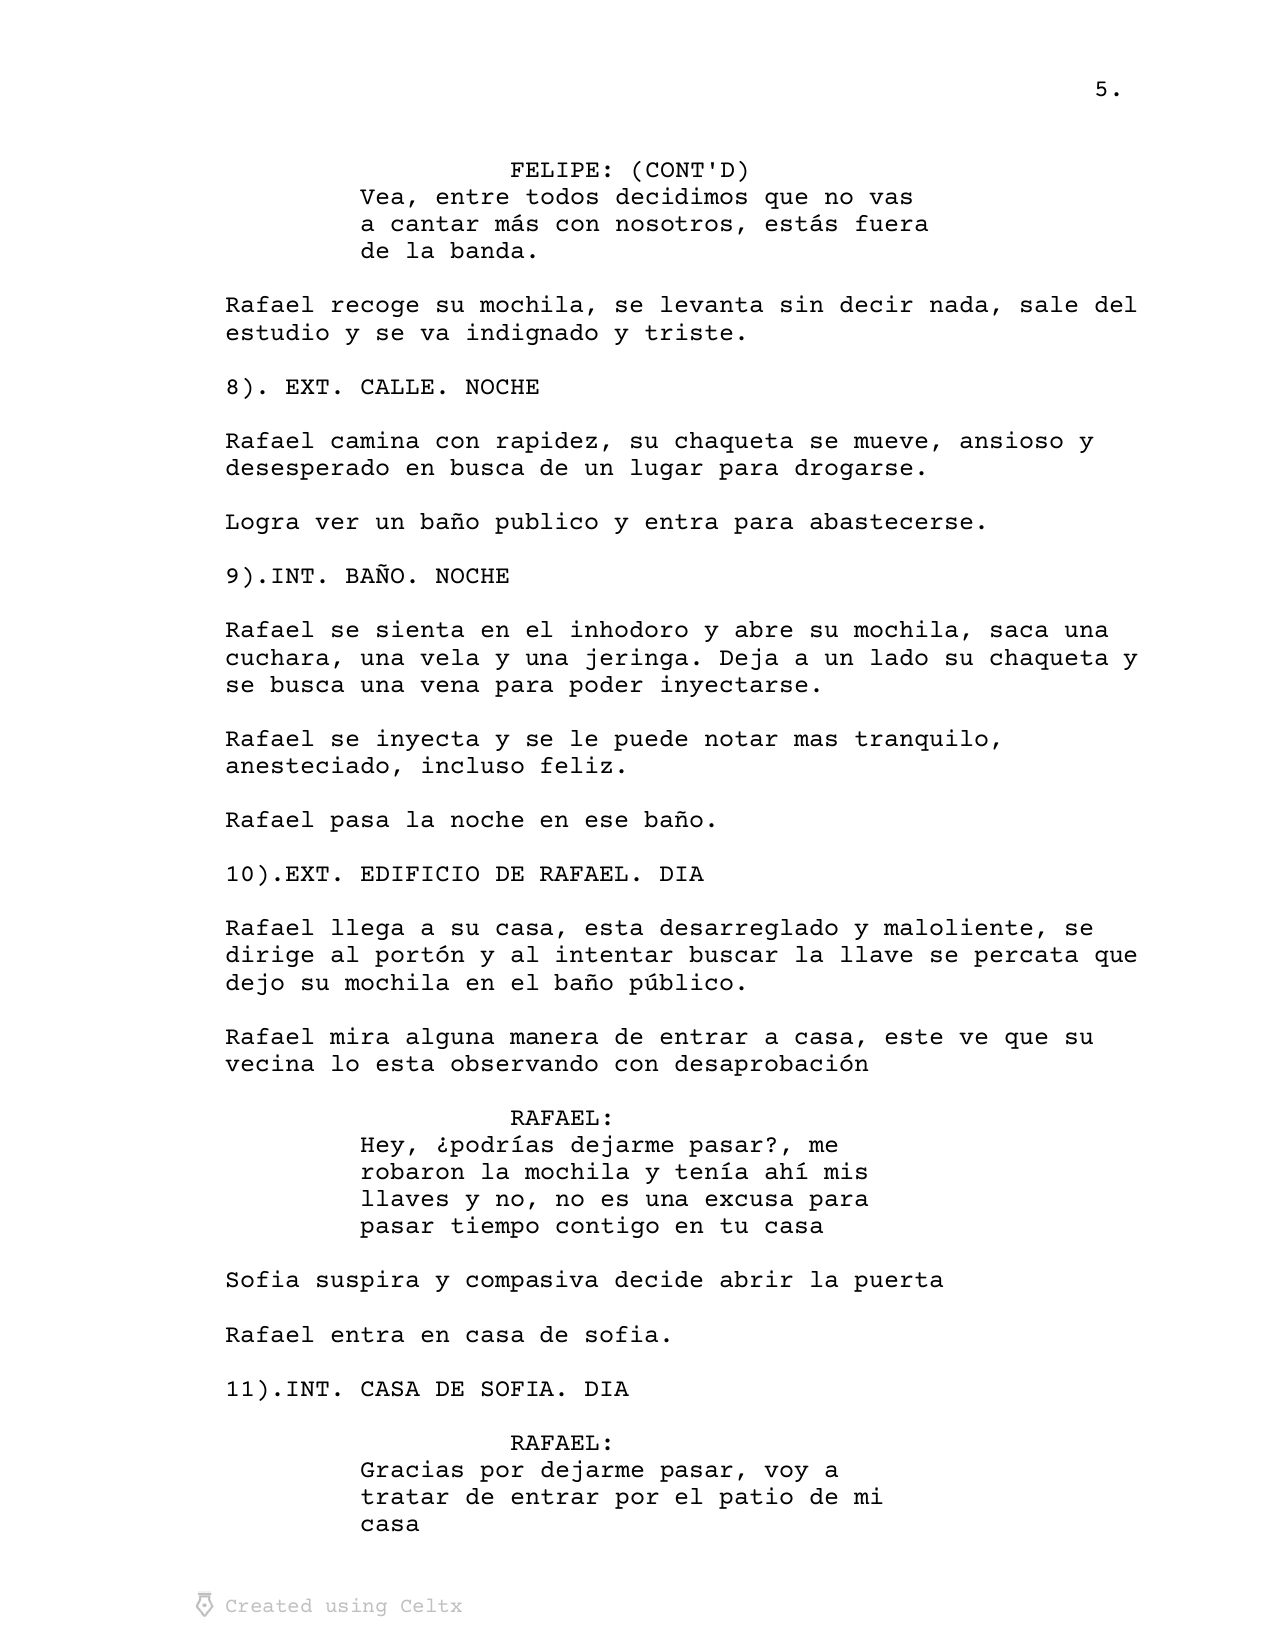 5.
FELIPE: (CONT'D)
Vea, entre todos decidimos que no vas
a cantar más con nosotros, estás fuera
de la banda.
Rafael recoge su mochila, se levanta sin decir nada, sale del
estudio y se va indignado y triste.
8). EXT. CALLE. NOCHE
Rafael camina con rapidez, su chaqueta se mueve, ansioso y
desesperado en busca de un lugar para drogarse.
Logra ver un baño publico y entra para abastecerse.
9).INT. BAÑO. NOCHE
Rafael se sienta en el inhodoro y abre su mochila, saca una
cuchara, una vela y una jeringa. Deja a un lado su chaqueta y
se busca una vena para poder inyectarse.
Rafael se inyecta y se le puede notar mas tranquilo,
anesteciado, incluso feliz.
Rafael pasa la noche en ese baño.
10).EXT. EDIFICIO DE RAFAEL. DIA
Rafael llega a su casa, esta desarreglado y maloliente, se
dirige al portón y al intentar buscar la llave se percata que
dejo su mochila en el baño público.
Rafael mira alguna manera de entrar a casa, este ve que su
vecina lo esta observando con desaprobación
RAFAEL:
Hey, ¿podrías dejarme pasar?, me
robaron la mochila y tenía ahí mis
llaves y no, no es una excusa para
pasar tiempo contigo en tu casa
Sofia suspira y compasiva decide abrir la puerta
Rafael entra en casa de sofia.
11).INT. CASA DE SOFIA. DIA
RAFAEL:
Gracias por dejarme pasar, voy a
tratar de entrar por el patio de mi
casa
Created using Celtx